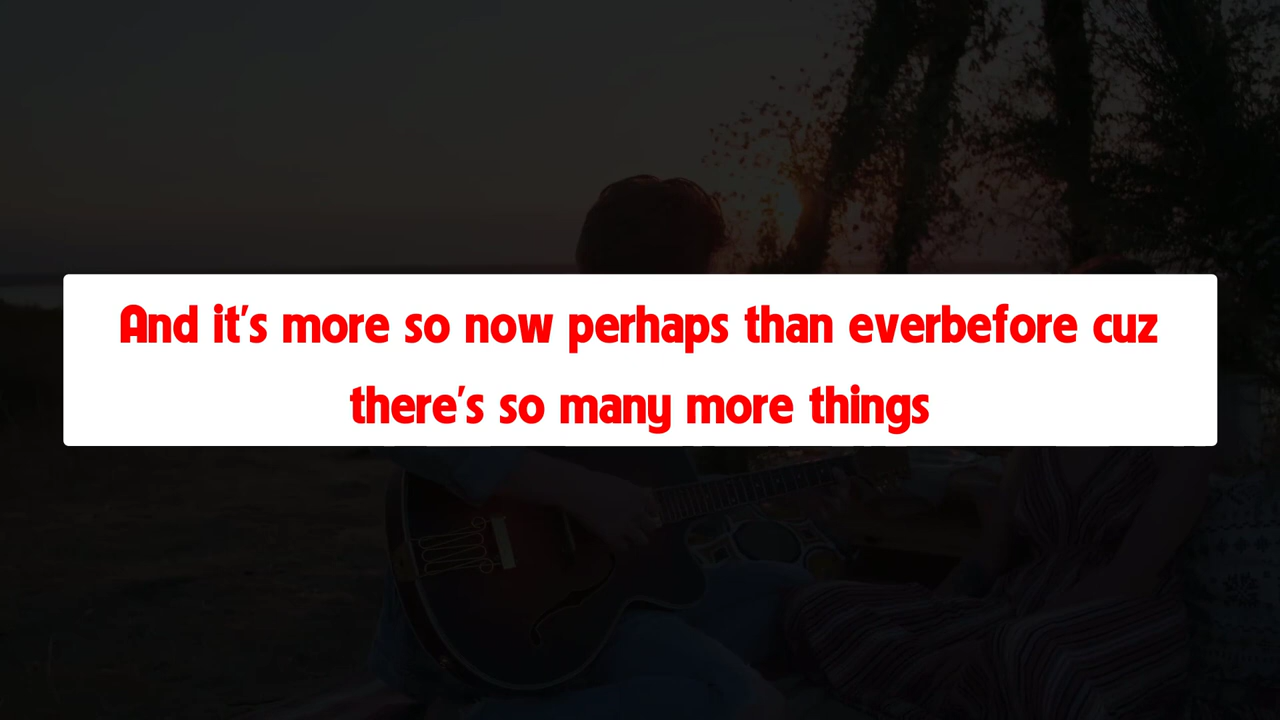 And it's more so now perhaps than everbefore cuz
there's so many more things